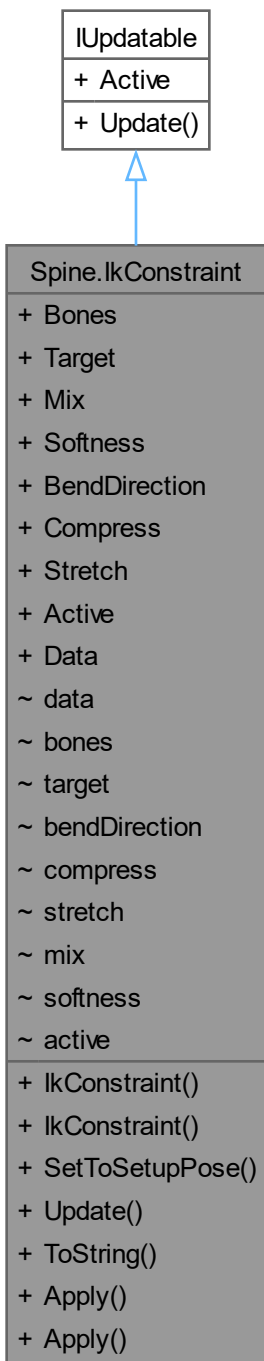 IUpdatable
+ Active
+ Update()
Spine.IkConstraint
+ Bones
+ Target
+ Mix
+ Softness
+ BendDirection
+ Compress
+ Stretch
+ Active
+ Data
~ data
~ bones
~ target
~ bendDirection
~ compress
~ stretch
~ mix
~ softness
~ active
+ IkConstraint()
+ IkConstraint()
+ SetToSetupPose()
+ Update()
+ ToString()
+ Apply()
+ Apply()